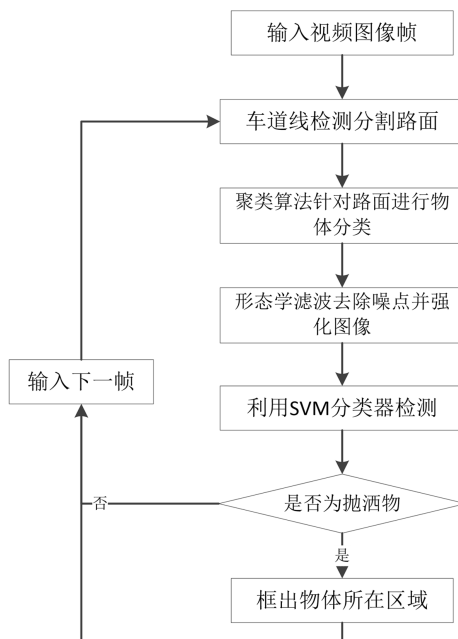 输入视频图像帧
车道线检测分割路面
聚类算法针对路面进行物
体分类
形态学滤波去除噪点并强
化图像
输入下一帧
利用SVM分类器检测
是否为抛洒物
否
是
框出物体所在区域